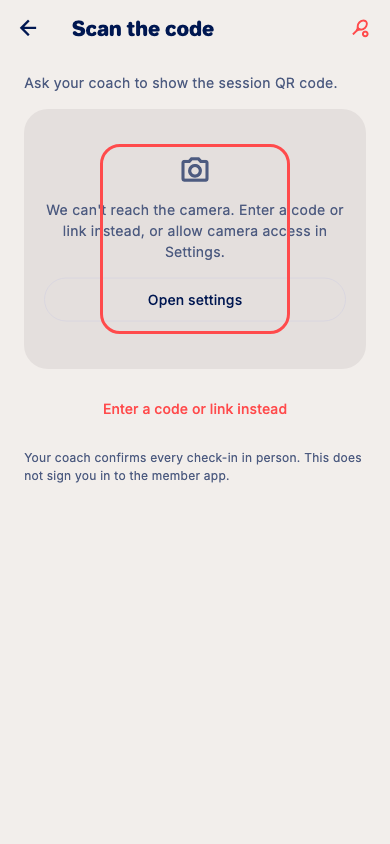 Scan the code
Ask your coach to show the session QR code.
We can't reach the camera. Enter a code or
link instead, or allow camera access in
Settings.
Open settings
Enter a code or link instead
Your coach confirms every check-in in person. This does
not sign you in to the member app.